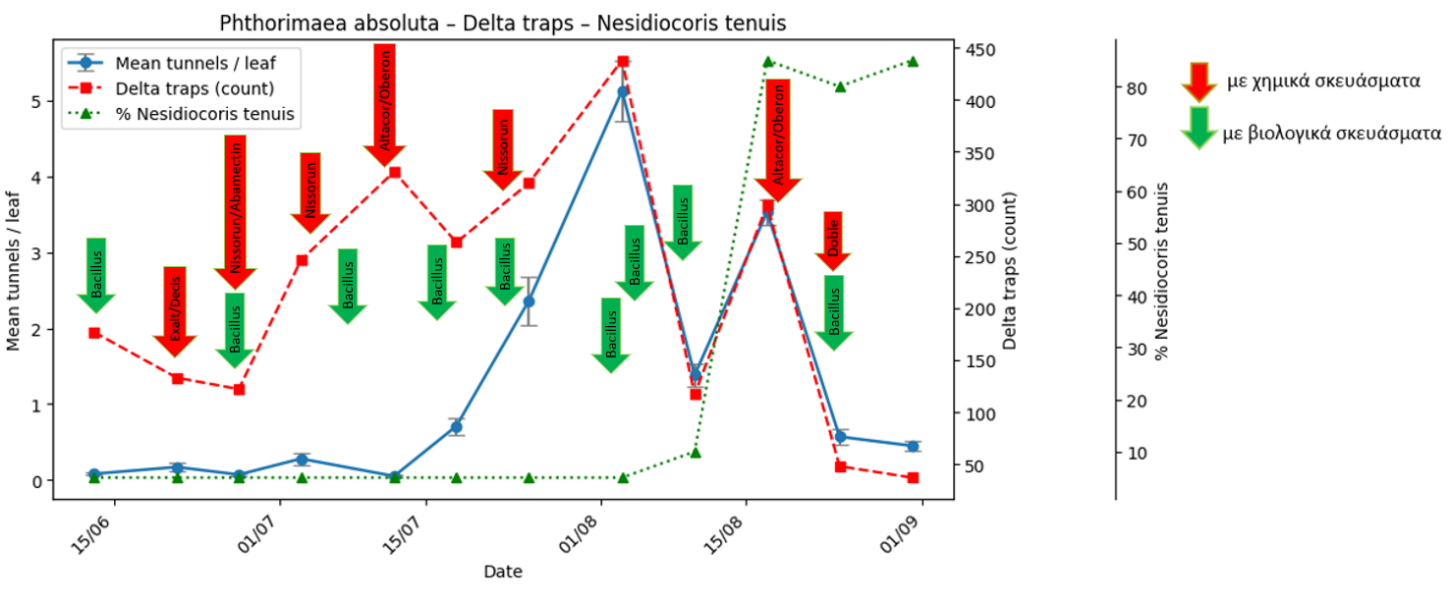 Phthorimaea absoluta – Delta traps – Nesidiocoris tenuis
Mean tunnels / leaf
Delta traps (count)
% Nesidiocoris tenuis
Mean tunnels / leaf
5
4
3
2
1
0
Bacillus
Exalt/Decis
Nissorun/Abamectin
Bacillus
Nissorun
Bacillus
Altacor/Oberon
Bacillus
Nissorun
Bacillus
Bacillus
Bacillus
Bacillus
Altacor/Oberon
Doble
Bacillus
450
400
350
300
250
200
150
100
50
Delta traps (count)
80
70
60
50
40
30
20
10
% Nesidiocoris tenuis
με χημικά σκευάσματα
με βιολογικά σκευάσματα
15/06
01/07
15/07
01/08
15/08
01/09
Date